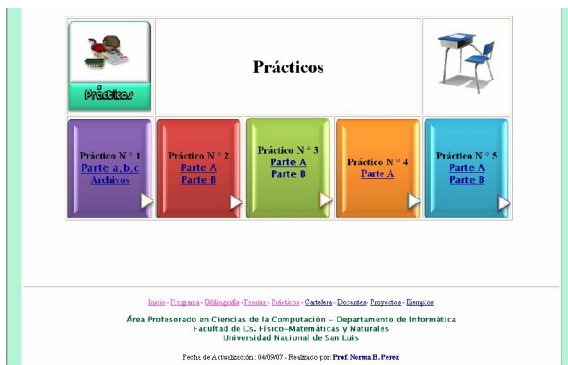 Prácticos
Prácticos
Práctico N° 1
Parte a,b,c
Archivos
Práctico N° 2
Parte A
Parte B
Práctico N° 3
Parte A
Parte B
Práctico N° 4
Parte A
Práctico N° 5
Parte A
Parte B
Inicio - Programa - Bibliografía - Teorías - Prácticos - Cartelera - Docentes- Proyectos - Ejemplos
Área Profesorado en Ciencias de la Computación – Departamento de Informática
Facultad de Cs. Físico-Matemáticas y Naturales
Universidad Nacional de San Luis
Fecha de Actualización: 04/09/07 - Realizado por: Prof. Norma B. Perez